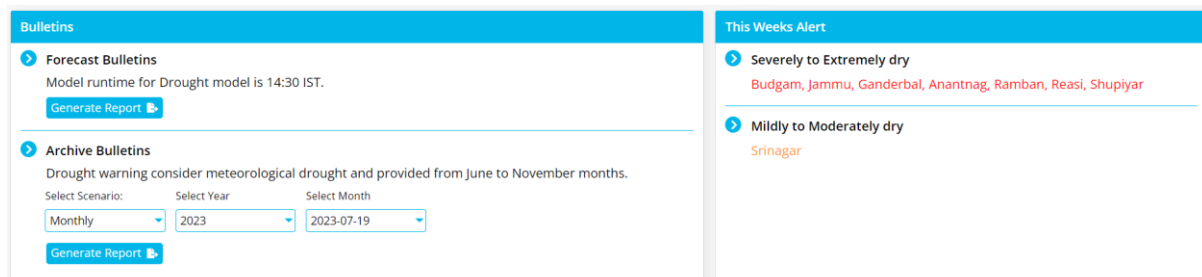 Bulletins
Forecast Bulletins
Model runtime for Drought model is 14:30 IST.
Generate Report
Archive Bulletins
Drought warning consider meteorological drought and provided from June to November months.
Select Scenario: Select Year Select Month
Monthly 2023 2023-07-19
Generate Report
This Weeks Alert
Severely to Extremely dry
Budgam, Jammu, Ganderbal, Anantnag, Ramban, Reasi, Shupiyar
Mildly to Moderately dry
Srinagar